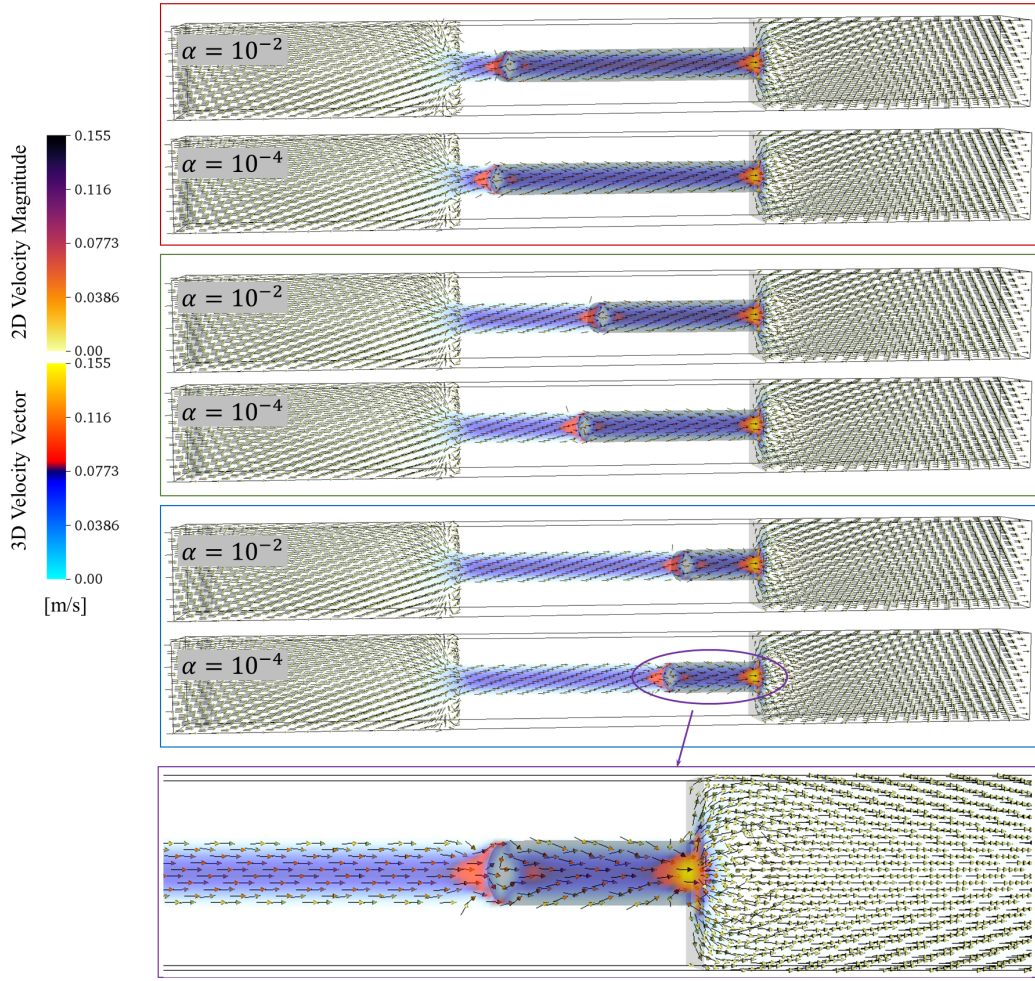 α = 10⁻²
α = 10⁻⁴
2D Velocity Magnitude
0.155
0.116
0.0773
0.0386
0.00
α = 10⁻²
α = 10⁻⁴
3D Velocity Vector
0.155
0.116
0.0773
0.0386
0.00
[m/s]
α = 10⁻²
α = 10⁻⁴